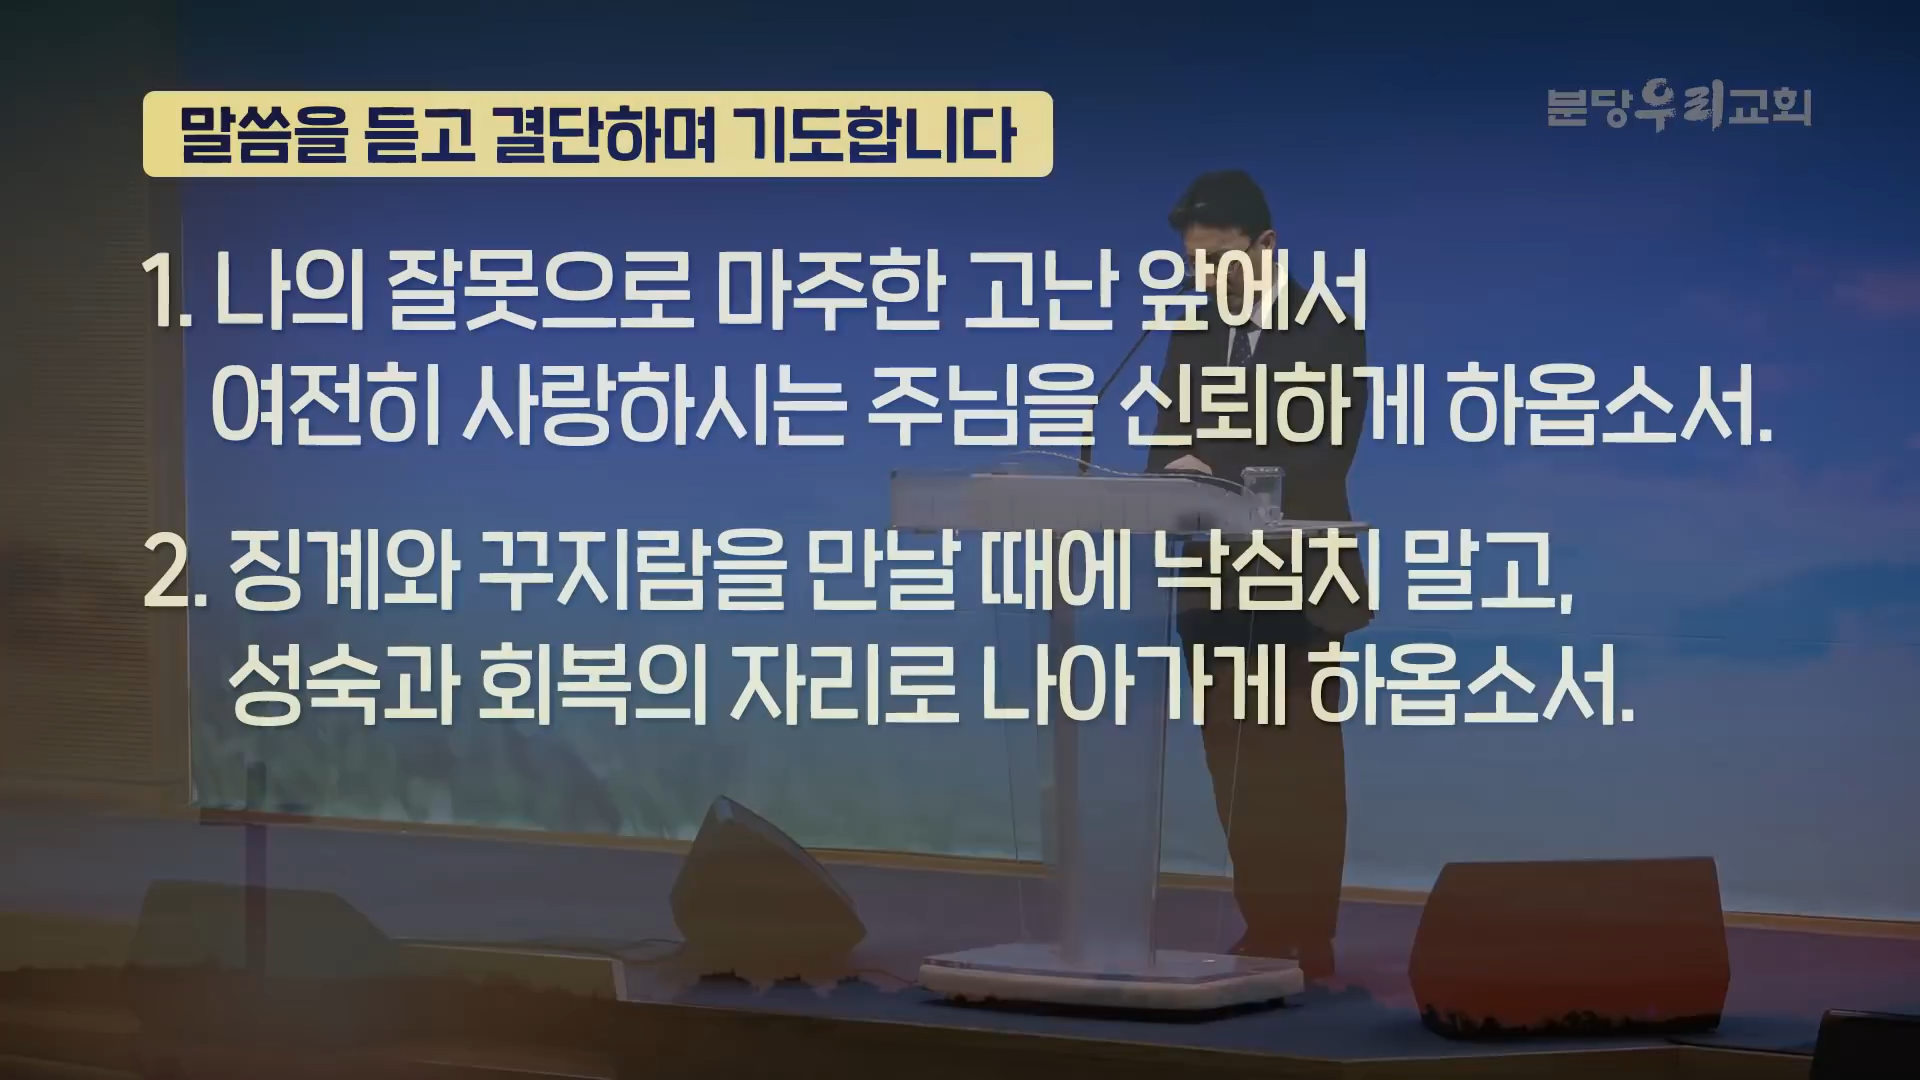 말씀을 듣고 결단하며 기도합니다
분당우리교회
1. 나의 잘못으로 마주한 고난 앞에서
여전히 사랑하시는 주님을 신뢰하게 하옵소서.
2. 징계와 꾸지람을 만날 때에 낙심치 말고,
성숙과 회복의 자리로 나아가게 하옵소서.